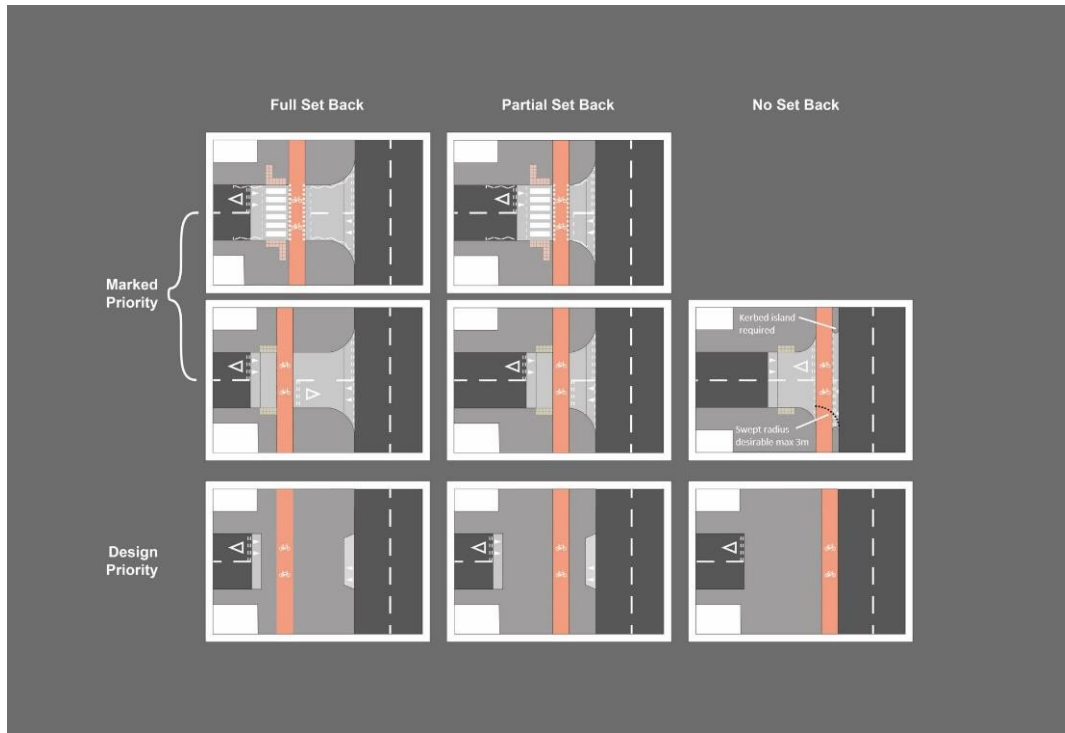 Full Set Back
Partial Set Back
No Set Back
Marked
Priority
Kerbed island
required
Swept radius
desirable max 3m
Design
Priority